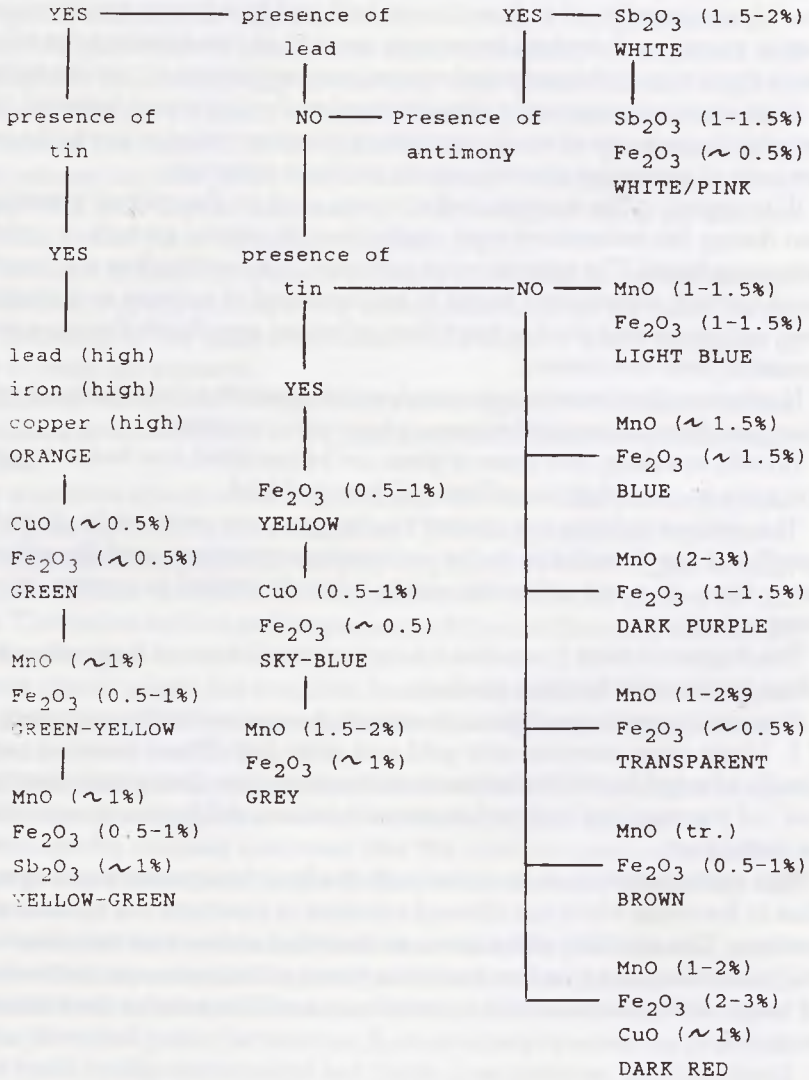 YES presence of YES Sb₂O₃ (1.5-2%)
lead WHITE
presence of NO Presence of Sb₂O₃ (1-1.5%)
tin antimony Fe₂O₃ (~ 0.5%)
WHITE/PINK
YES presence of
tin NO MnO (1-1.5%)
Fe₂O₃ (1-1.5%)
lead (high) LIGHT BLUE
iron (high) YES
copper (high) MnO (~ 1.5%)
ORANGE Fe₂O₃ (~ 1.5%)
Fe₂O₃ (0.5-1%) BLUE
CuO (~ 0.5%) YELLOW
Fe₂O₃ (~ 0.5%) MnO (2-3%)
GREEN CuO (0.5-1%) Fe₂O₃ (1-1.5%)
Fe₂O₃ (~ 0.5) DARK PURPLE
MnO (~1%) SKY-BLUE
Fe₂O₃ (0.5-1%) MnO (1-2%9
GREEN-YELLOW MnO (1.5-2%) Fe₂O₃ (~0.5%)
Fe₂O₃ (~ 1%) TRANSPARENT
MnO (~1%) GREY
Fe₂O₃ (0.5-1%) MnO (tr.)
Sb₂O₃ (~1%) Fe₂O₃ (0.5-1%)
YELLOW-GREEN BROWN
MnO (1-2%)
Fe₂O₃ (2-3%)
CuO (~1%)
DARK RED